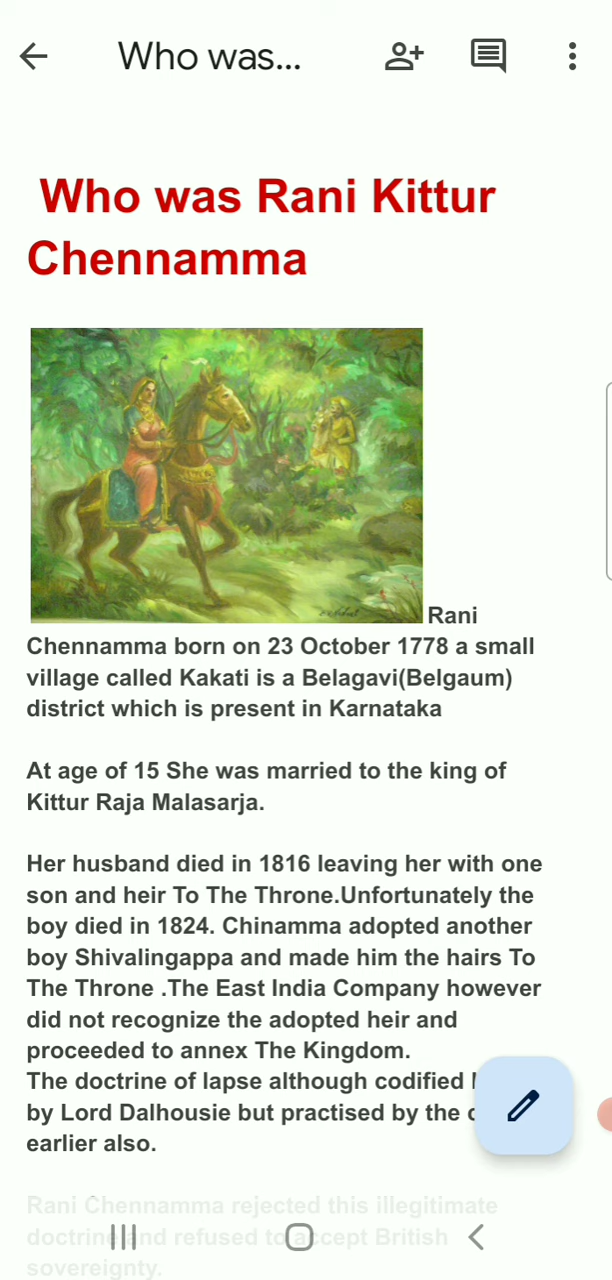 Who was...
Who was Rani Kittur
Chennamma
Rani
Chennamma born on 23 October 1778 a small
village called Kakati is a Belagavi(Belgaum)
district which is present in Karnataka
At age of 15 She was married to the king of
Kittur Raja Malasarja.
Her husband died in 1816 leaving her with one
son and heir To The Throne.Unfortunately the
boy died in 1824. Chinamma adopted another
boy Shivalingappa and made him the hairs To
The Throne .The East India Company however
did not recognize the adopted heir and
proceeded to annex The Kingdom.
The doctrine of lapse although codified
by Lord Dalhousie but practised by the
earlier also.
Rani Chennamma rejected this illegitimate
doctrine and refused to accept British
sovereignty.